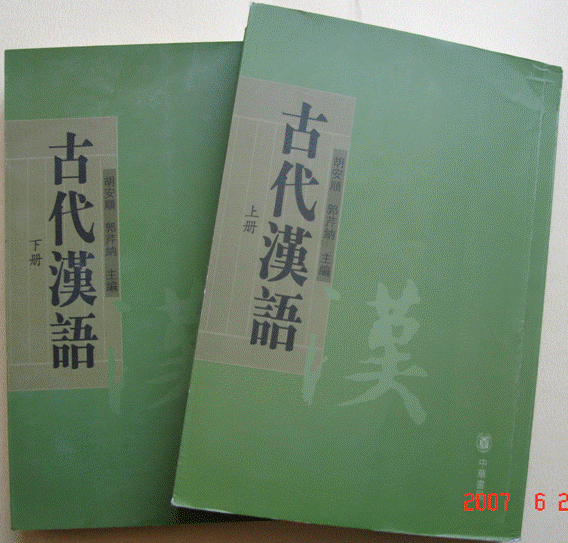 古代漢語
下册
胡安順 郭芹納 主編
古代漢語
上册
胡安順 郭芹納 主編
漢
漢
中華書
2007 6 2